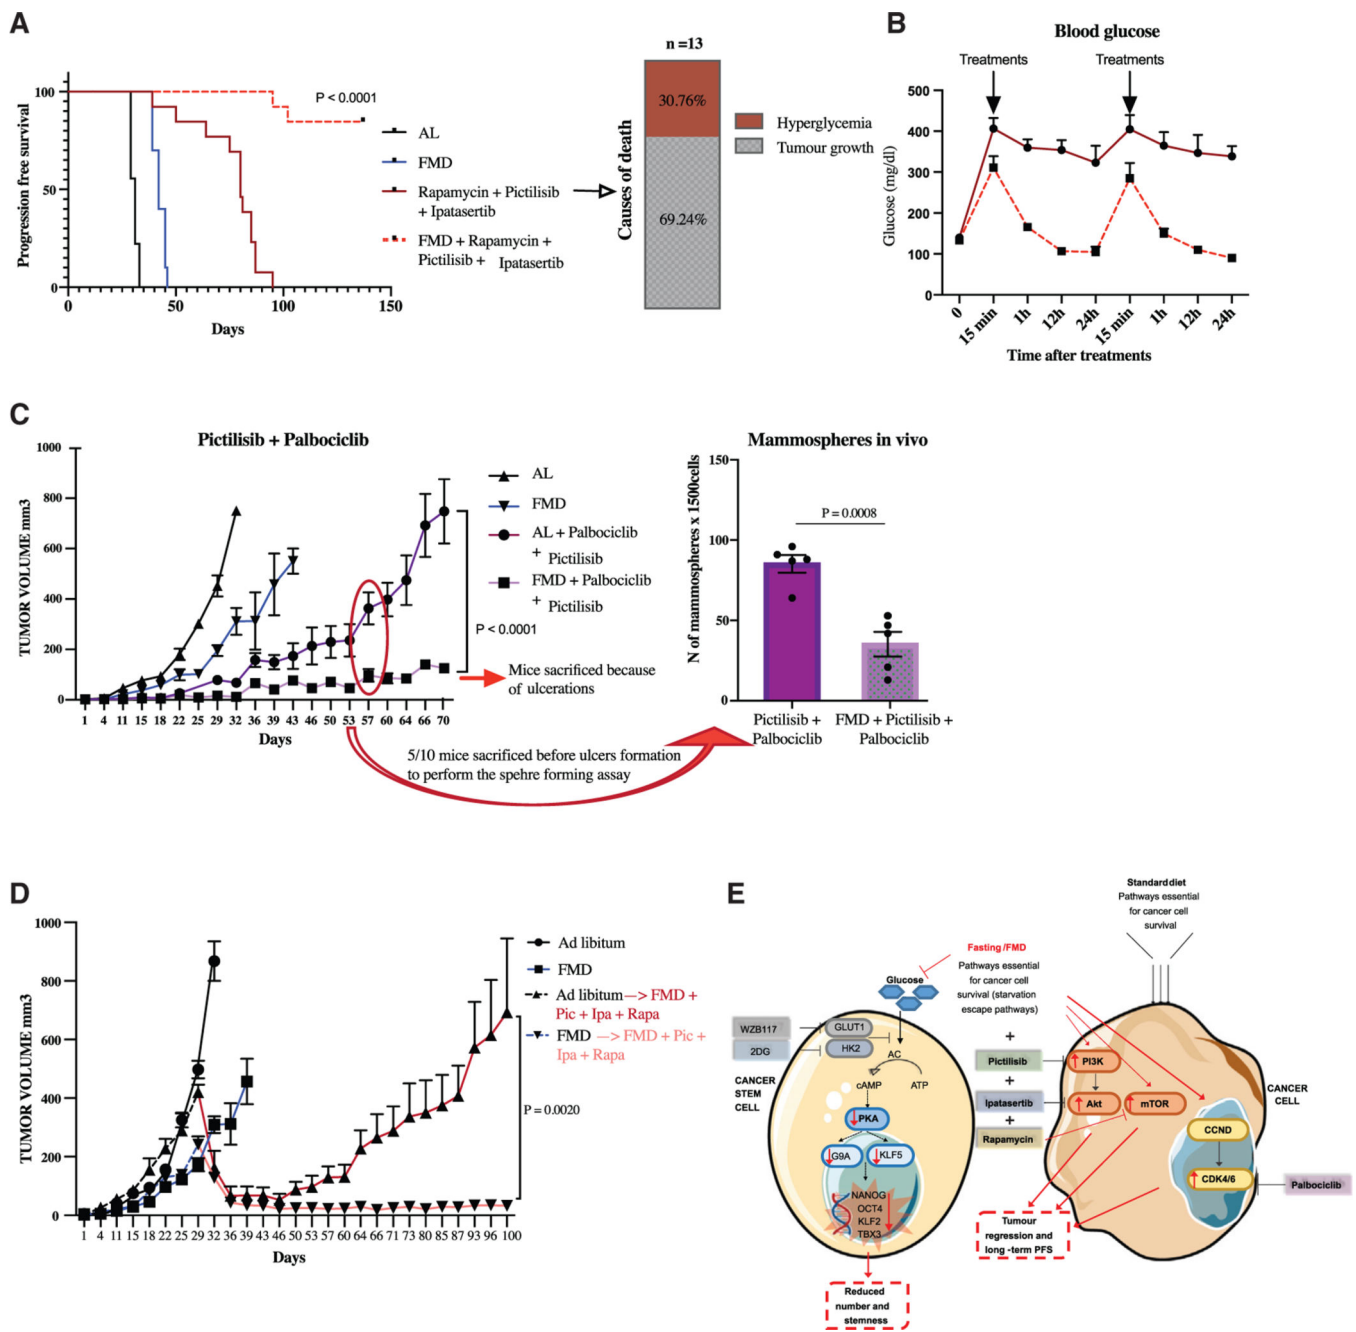 A
P < 0.0001
Progression free survival
100
50
0
0
50
100
150
Days
AL
FMD
Rapamycin + Pictilisib
+ Ipatasertib
FMD + Rapamycin +
Pictilisib + Ipatasertib
n =13
Causes of death
30.76%
69.24%
Hyperglycemia
Tumour growth
B
Blood glucose
Treatments
Treatments
Glucose (mg/dl)
500
400
300
200
100
0
0
15 min
1h
12h
24h
15 min
1h
12h
24h
Time after treatments
C
Pictilisib + Palbociclib
TUMOR VOLUME mm3
1000
800
600
400
200
0
1 4 11 15 18 22 25 29 32 36 39 43 46 50 53 57 60 64 66 70
Days
AL
FMD
AL + Palbociclib
+ Pictilisib
FMD + Palbociclib
+ Pictilisib
P < 0.0001
Mice sacrificed because
of ulcerations
5/10 mice sacrificed before ulcers formation
to perform the spehre forming assay
Mammospheres in vivo
N of mammospheres x 1500cells
150
100
50
0
P = 0.0008
Pictilisib +
Palbociclib
FMD + Pictilisib +
Palbociclib
D
TUMOR VOLUME mm3
1000
800
600
400
200
0
1 4 11 15 18 22 25 29 32 36 39 43 46 50 53 57 60 64 66 71 73 80 85 87 93 96 100
Days
Ad libitum
FMD
Ad libitum—> FMD +
Pic + Ipa + Rapa
FMD —> FMD + Pic +
Ipa + Rapa
P = 0.0020
E
Standard diet
Pathways essential
for cancer cell
survival
Fasting /FMD
Pathways essential
for cancer cell
survival (starvation
escape pathways)
Glucose
WZB117
2DG
GLUT1
HK2
AC
cAMP
ATP
CANCER
STEM
CELL
PKA
G9A
KLF5
NANOG
OCT4
KLF2
TBX3
Reduced
number and
stemness
+
Pictilisib
+
Ipatasertib
+
Rapamycin
PI3K
Akt
mTOR
CANCER
CELL
CCND
CDK4/6
Palbociclib
Tumour
regression and
long -term PFS